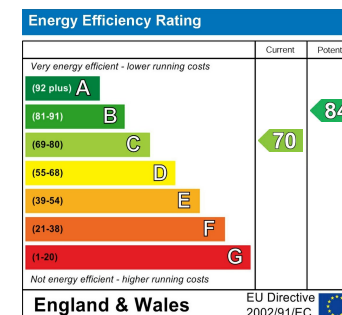 Energy Efficiency Rating
Current Potent
Very energy efficient - lower running costs
(92 plus) A
(81-91) B
84
(69-80) C
70
(55-68) D
(39-54) E
(21-38) F
(1-20) G
Not energy efficient - higher running costs
England & Wales
EU Directive
2002/91/EC